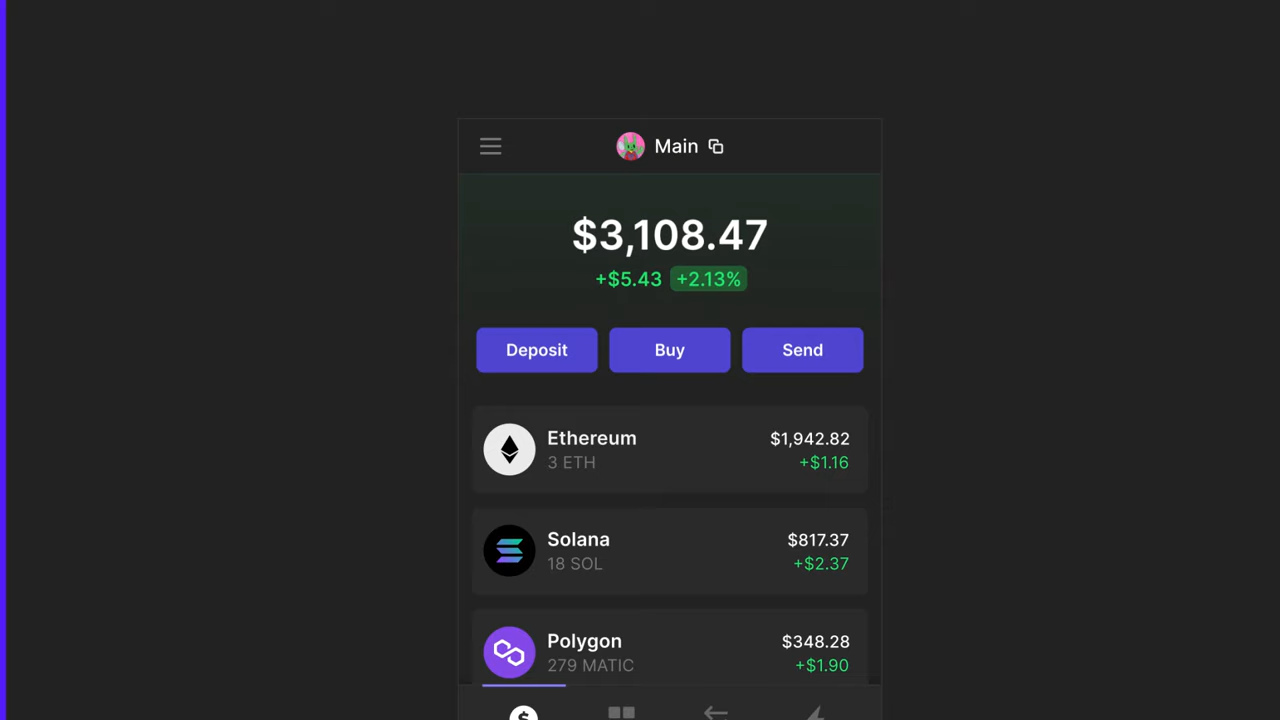 Main
$3,108.47
+$5.43 +2.13%
Deposit Buy Send
Ethereum $1,942.82
3 ETH +$1.16
Solana $817.37
18 SOL +$2.37
Polygon $348.28
279 MATIC +$1.90
$